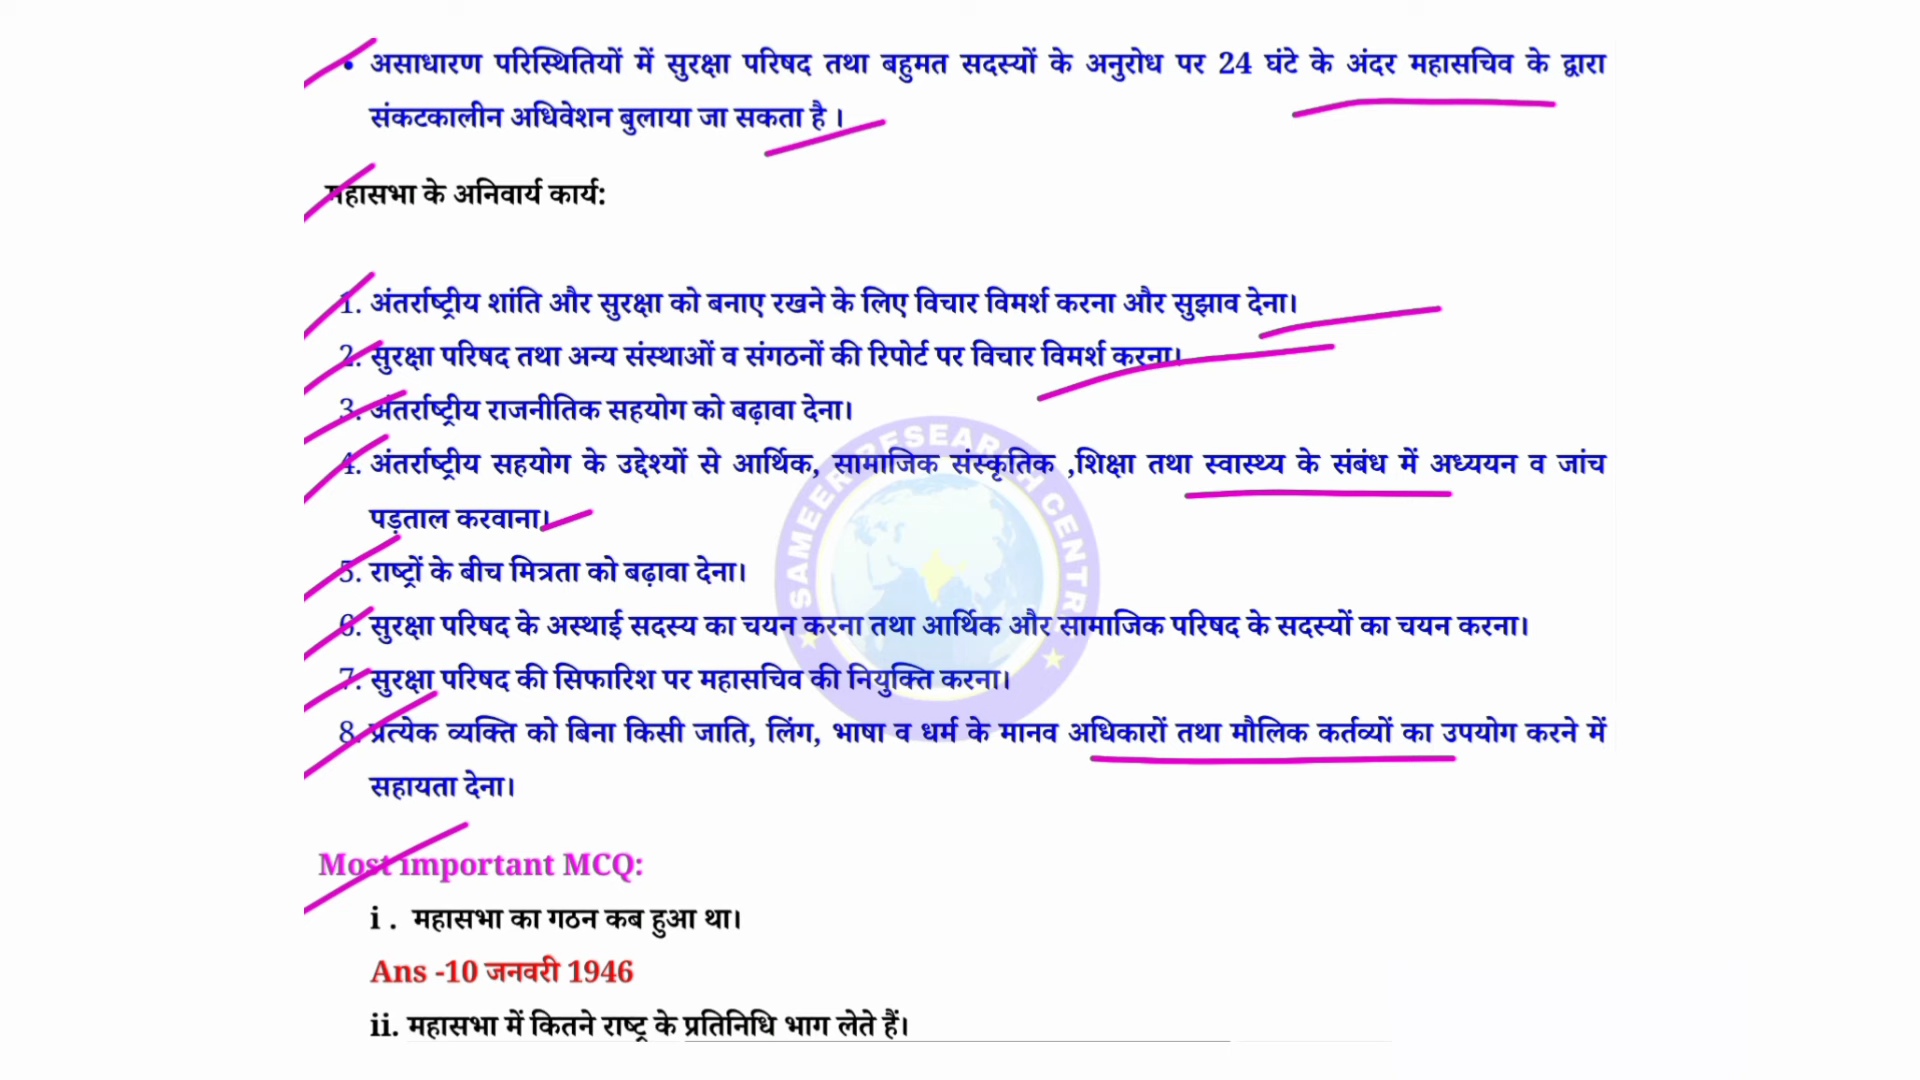 • असाधारण परिस्थितियों में सुरक्षा परिषद तथा बहुमत सदस्यों के अनुरोध पर 24 घंटे के अंदर महासचिव के द्वारा
संकटकालीन अधिवेशन बुलाया जा सकता है ।
महासभा के अनिवार्य कार्य:
1. अंतर्राष्ट्रीय शांति और सुरक्षा को बनाए रखने के लिए विचार विमर्श करना और सुझाव देना।
2. सुरक्षा परिषद तथा अन्य संस्थाओं व संगठनों की रिपोर्ट पर विचार विमर्श करना।
3. अंतर्राष्ट्रीय राजनीतिक सहयोग को बढ़ावा देना।
4. अंतर्राष्ट्रीय सहयोग के उद्देश्यों से आर्थिक, सामाजिक संस्कृतिक ,शिक्षा तथा स्वास्थ्य के संबंध में अध्ययन व जांच
पड़ताल करवाना।
5. राष्ट्रों के बीच मित्रता को बढ़ावा देना।
6. सुरक्षा परिषद के अस्थाई सदस्य का चयन करना तथा आर्थिक और सामाजिक परिषद के सदस्यों का चयन करना।
7. सुरक्षा परिषद की सिफारिश पर महासचिव की नियुक्ति करना।
8. प्रत्येक व्यक्ति को बिना किसी जाति, लिंग, भाषा व धर्म के मानव अधिकारों तथा मौलिक कर्तव्यों का उपयोग करने में
सहायता देना।
SAMEER RESEARCH CENTRE
Most important MCQ:
i . महासभा का गठन कब हुआ था।
Ans -10 जनवरी 1946
ii. महासभा में कितने राष्ट्र के प्रतिनिधि भाग लेते हैं।